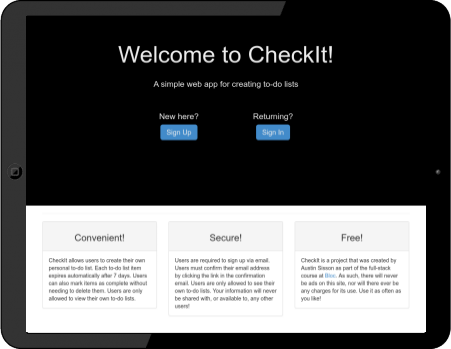 Welcome to CheckIt!
A simple web app for creating to-do lists
New here? Returning?
Sign Up Sign In
Convenient! Secure! Free!
CheckIt allows users to create their own
personal to-do list. Each to-do list item
expires automatically after 7 days. Users
can also mark items as complete without
needing to delete them. Users are only
allowed to view their own to-do lists.
Users are required to sign up via email.
Users must confirm their email address
by clicking the link in the confirmation
email. Users are only allowed to see their
own to-do lists. Your information will never
be shared with, or available to, any other
users!
CheckIt is a project that was created by
Austin Sisson as part of the full-stack
course at Bloc. As such, there will never
be ads on this site, nor will there ever be
any charges for its use. Use it as often as
you like!